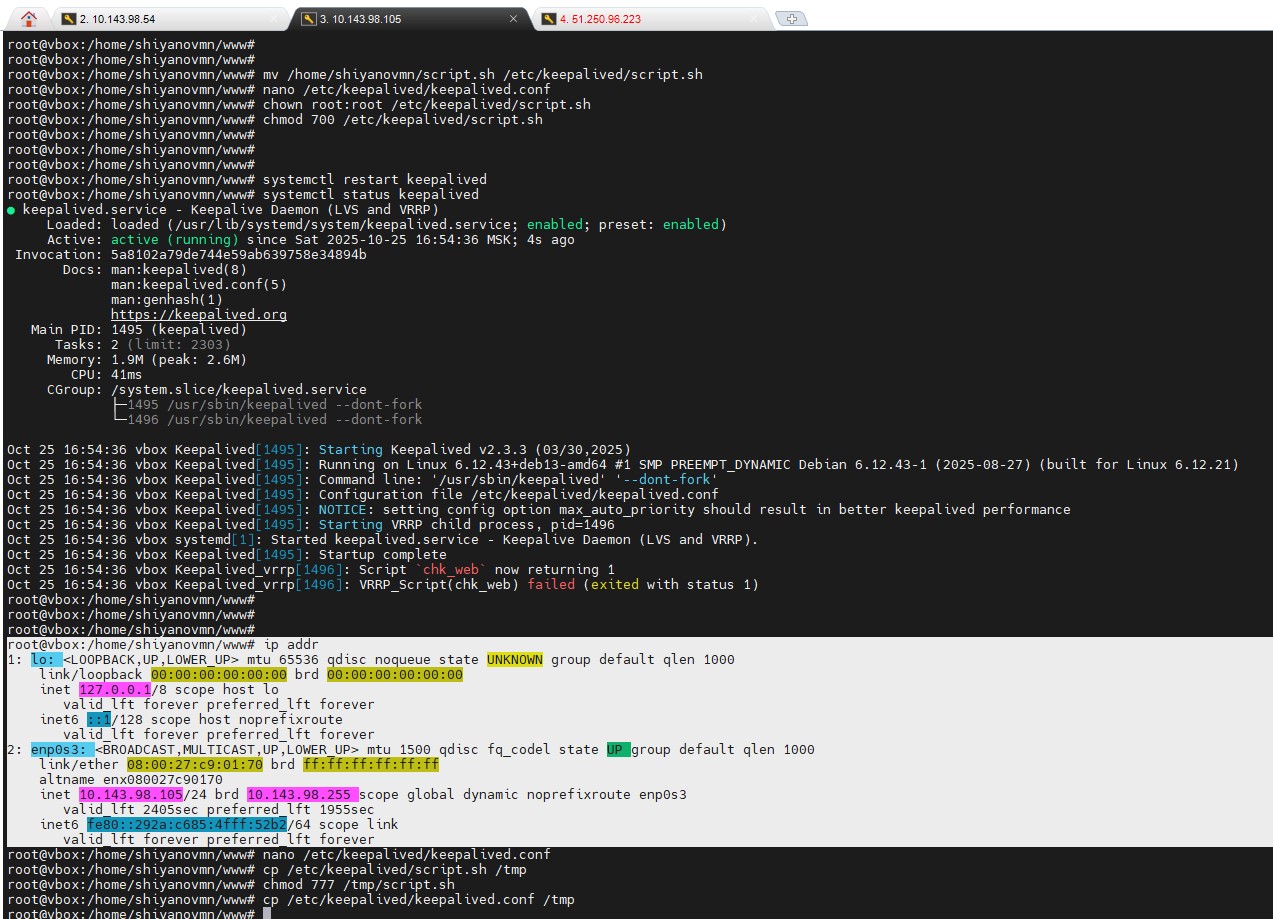 2. 10.143.98.54
3. 10.143.98.105
4. 51.250.96.223
root@vbox:/home/shiyanovmn/www#
root@vbox:/home/shiyanovmn/www#
root@vbox:/home/shiyanovmn/www# mv /home/shiyanovmn/script.sh /etc/keepalived/script.sh
root@vbox:/home/shiyanovmn/www# nano /etc/keepalived/keepalived.conf
root@vbox:/home/shiyanovmn/www# chown root:root /etc/keepalived/script.sh
root@vbox:/home/shiyanovmn/www# chmod 700 /etc/keepalived/script.sh
root@vbox:/home/shiyanovmn/www#
root@vbox:/home/shiyanovmn/www#
root@vbox:/home/shiyanovmn/www#
root@vbox:/home/shiyanovmn/www# systemctl restart keepalived
root@vbox:/home/shiyanovmn/www# systemctl status keepalived
● keepalived.service - Keepalive Daemon (LVS and VRRP)
Loaded: loaded (/usr/lib/systemd/system/keepalived.service; enabled; preset: enabled)
Active: active (running) since Sat 2025-10-25 16:54:36 MSK; 4s ago
Invocation: 5a8102a79de744e59ab639758e34894b
Docs: man:keepalived(8)
man:keepalived.conf(5)
man:genhash(1)
https://keepalived.org
Main PID: 1495 (keepalived)
Tasks: 2 (limit: 2303)
Memory: 1.9M (peak: 2.6M)
CPU: 41ms
CGroup: /system.slice/keepalived.service
├─1495 /usr/sbin/keepalived --dont-fork
└─1496 /usr/sbin/keepalived --dont-fork
Oct 25 16:54:36 vbox Keepalived[1495]: Starting Keepalived v2.3.3 (03/30,2025)
Oct 25 16:54:36 vbox Keepalived[1495]: Running on Linux 6.12.43+deb13-amd64 #1 SMP PREEMPT_DYNAMIC Debian 6.12.43-1 (2025-08-27) (built for Linux 6.12.21)
Oct 25 16:54:36 vbox Keepalived[1495]: Command line: '/usr/sbin/keepalived' '--dont-fork'
Oct 25 16:54:36 vbox Keepalived[1495]: Configuration file /etc/keepalived/keepalived.conf
Oct 25 16:54:36 vbox Keepalived[1495]: NOTICE: setting config option max_auto_priority should result in better keepalived performance
Oct 25 16:54:36 vbox Keepalived[1495]: Starting VRRP child process, pid=1496
Oct 25 16:54:36 vbox systemd[1]: Started keepalived.service - Keepalive Daemon (LVS and VRRP).
Oct 25 16:54:36 vbox Keepalived[1495]: Startup complete
Oct 25 16:54:36 vbox Keepalived_vrrp[1496]: Script `chk_web` now returning 1
Oct 25 16:54:36 vbox Keepalived_vrrp[1496]: VRRP_Script(chk_web) failed (exited with status 1)
root@vbox:/home/shiyanovmn/www#
root@vbox:/home/shiyanovmn/www#
root@vbox:/home/shiyanovmn/www#
root@vbox:/home/shiyanovmn/www# ip addr
1: lo: <LOOPBACK,UP,LOWER_UP> mtu 65536 qdisc noqueue state UNKNOWN group default qlen 1000
link/loopback 00:00:00:00:00:00 brd 00:00:00:00:00:00
inet 127.0.0.1/8 scope host lo
valid_lft forever preferred_lft forever
inet6 ::1/128 scope host noprefixroute
valid_lft forever preferred_lft forever
2: enp0s3: <BROADCAST,MULTICAST,UP,LOWER_UP> mtu 1500 qdisc fq_codel state UP group default qlen 1000
link/ether 08:00:27:c9:01:70 brd ff:ff:ff:ff:ff:ff
altname enx080027c90170
inet 10.143.98.105/24 brd 10.143.98.255 scope global dynamic noprefixroute enp0s3
valid_lft 2405sec preferred_lft 1955sec
inet6 fe80::292a:c685:4fff:52b2/64 scope link
valid_lft forever preferred_lft forever
root@vbox:/home/shiyanovmn/www# nano /etc/keepalived/keepalived.conf
root@vbox:/home/shiyanovmn/www# cp /etc/keepalived/script.sh /tmp
root@vbox:/home/shiyanovmn/www# chmod 777 /tmp/script.sh
root@vbox:/home/shiyanovmn/www# cp /etc/keepalived/keepalived.conf /tmp
root@vbox:/home/shiyanovmn/www#